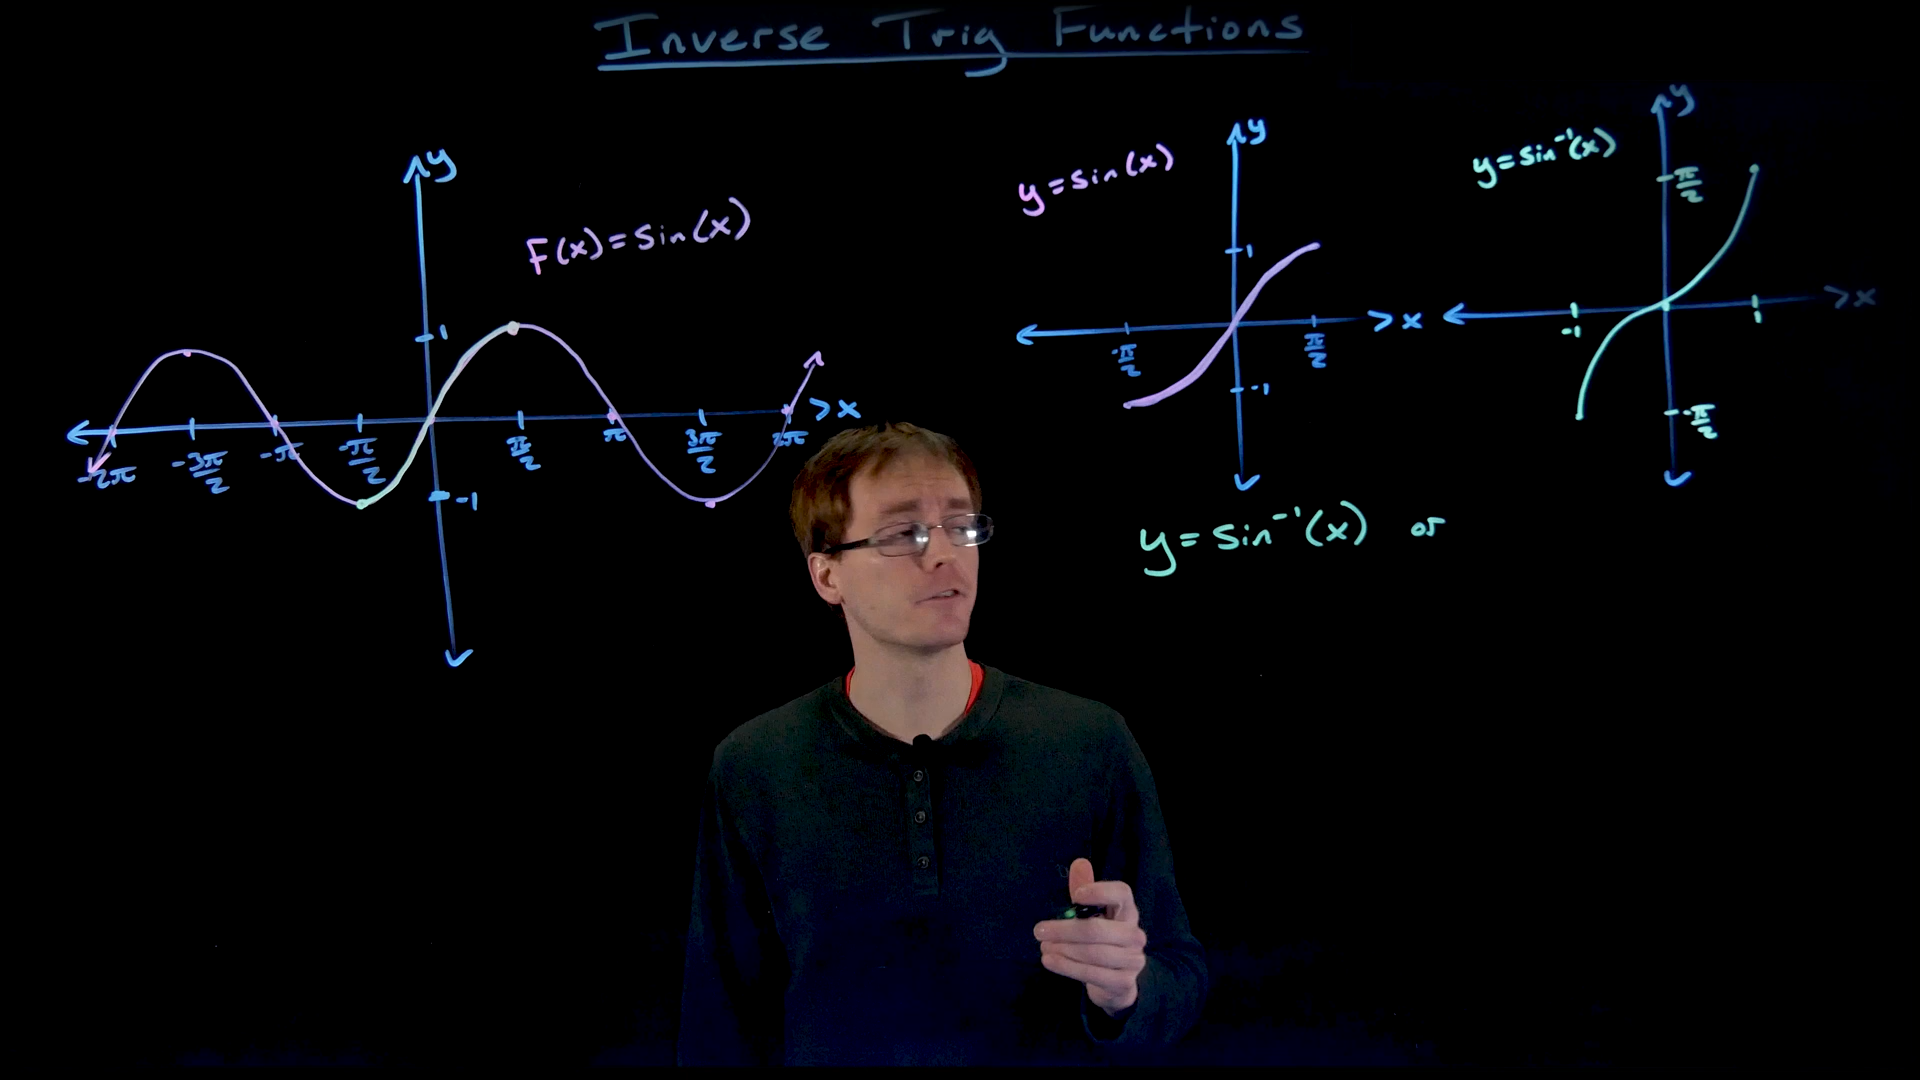 Inverse Trig Functions
y
F(x)=sin(x)
1
x
-2π -3π/2 -π -π/2 π/2 π 3π/2 2π
-1
y
y=sin(x)
1
x
-π/2 π/2
-1
y
y=sin⁻¹(x)
π/2
x
-1 1
-π/2
y=sin⁻¹(x) or